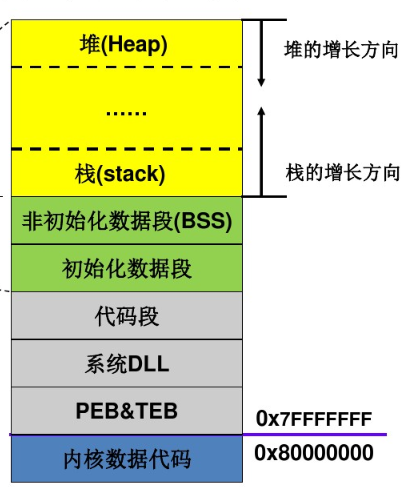 堆(Heap)
堆的增长方向
......
栈(stack)
栈的增长方向
非初始化数据段(BSS)
初始化数据段
代码段
系统DLL
PEB&TEB
0x7FFFFFFF
0x80000000
内核数据代码